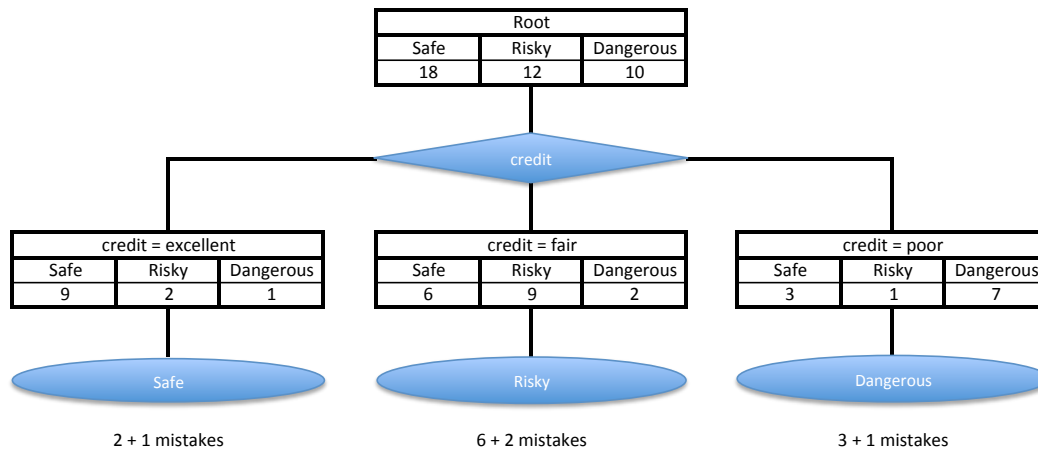 Root
Safe Risky Dangerous
18 12 10
credit
credit = excellent
Safe Risky Dangerous
9 2 1
Safe
2 + 1 mistakes
credit = fair
Safe Risky Dangerous
6 9 2
Risky
6 + 2 mistakes
credit = poor
Safe Risky Dangerous
3 1 7
Dangerous
3 + 1 mistakes